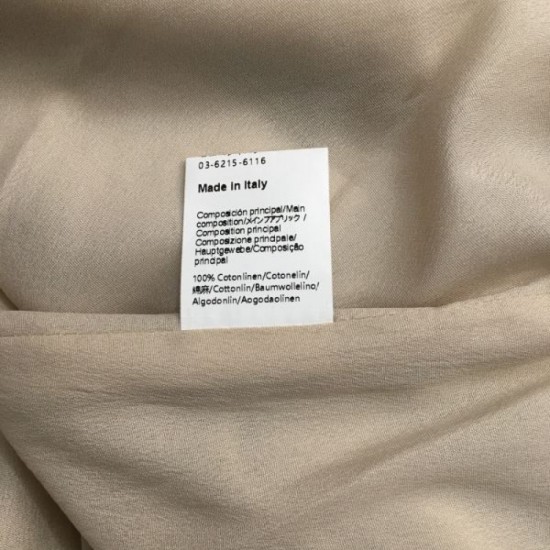 03-6215-6116
Made in Italy
Composición principal/Main
composition/メインファブリック /
Composition principal
Composizione principale/
Hauptgewebe/Composição
principal
100% Cotonlinen/Cotonelin/
綿麻/Cottonlin/Baumwolleino/
Algodonlin/Aogodaolinen